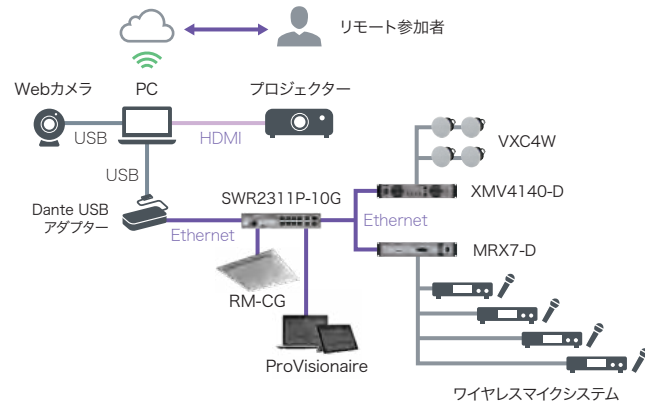 リモート参加者
Webカメラ
PC
プロジェクター
USB
HDMI
USB
VXC4W
SWR2311P-10G
XMV4140-D
Dante USB
アダプター
Ethernet
Ethernet
MRX7-D
RM-CG
ProVisionaire
ワイヤレスマイクシステム